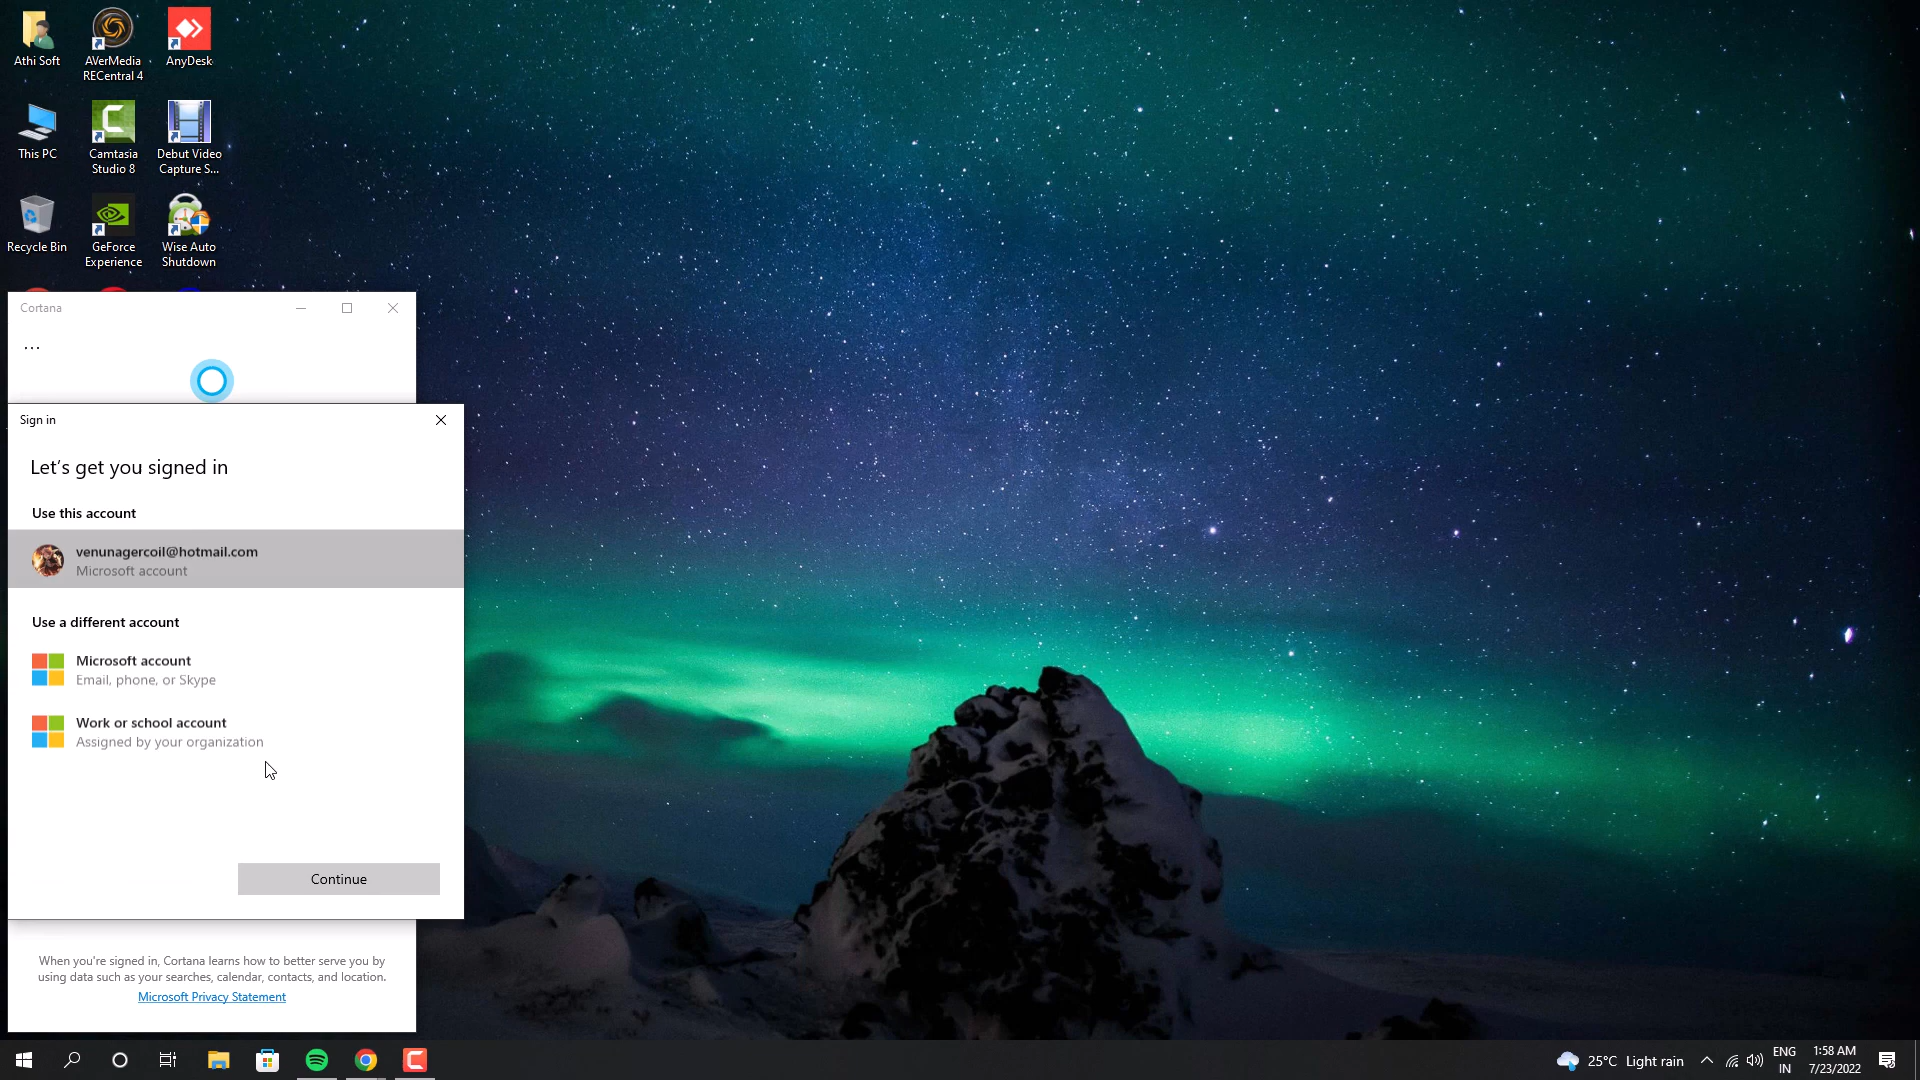 Athi Soft
AVerMedia
RECentral 4
AnyDesk
This PC
Camtasia
Studio 8
Debut Video
Capture S...
Recycle Bin
GeForce
Experience
Wise Auto
Shutdown
Cortana
...
Sign in
Let's get you signed in
Use this account
venunagercoil@hotmail.com
Microsoft account
Use a different account
Microsoft account
Email, phone, or Skype
Work or school account
Assigned by your organization
Continue
When you're signed in, Cortana learns how to better serve you by
using data such as your searches, calendar, contacts, and location.
Microsoft Privacy Statement
25°C Light rain
ENG
IN
1:58 AM
7/23/2022